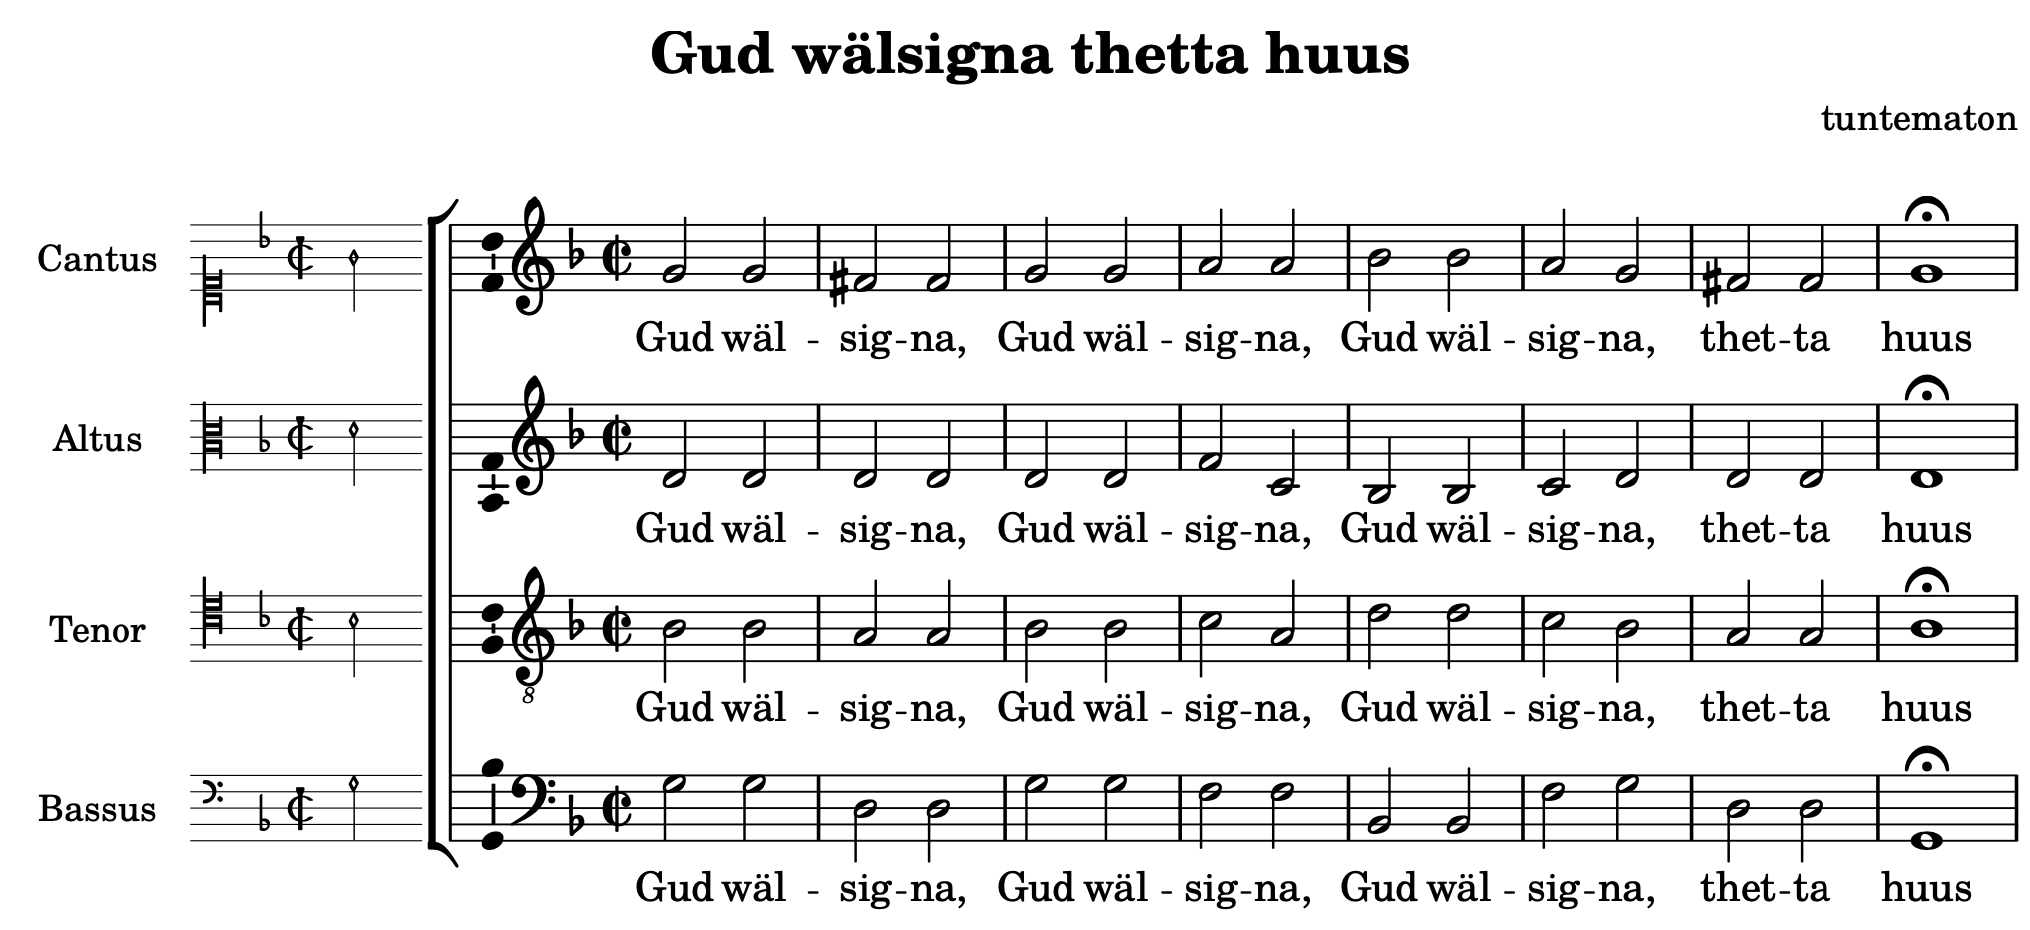 Gud wälsigna thetta huus
tuntematon
Cantus
Gud wäl - sig - na, Gud wäl - sig - na, Gud wäl - sig - na, thet - ta huus
Altus
Gud wäl - sig - na, Gud wäl - sig - na, Gud wäl - sig - na, thet - ta huus
Tenor
8
Gud wäl - sig - na, Gud wäl - sig - na, Gud wäl - sig - na, thet - ta huus
Bassus
Gud wäl - sig - na, Gud wäl - sig - na, Gud wäl - sig - na, thet - ta huus